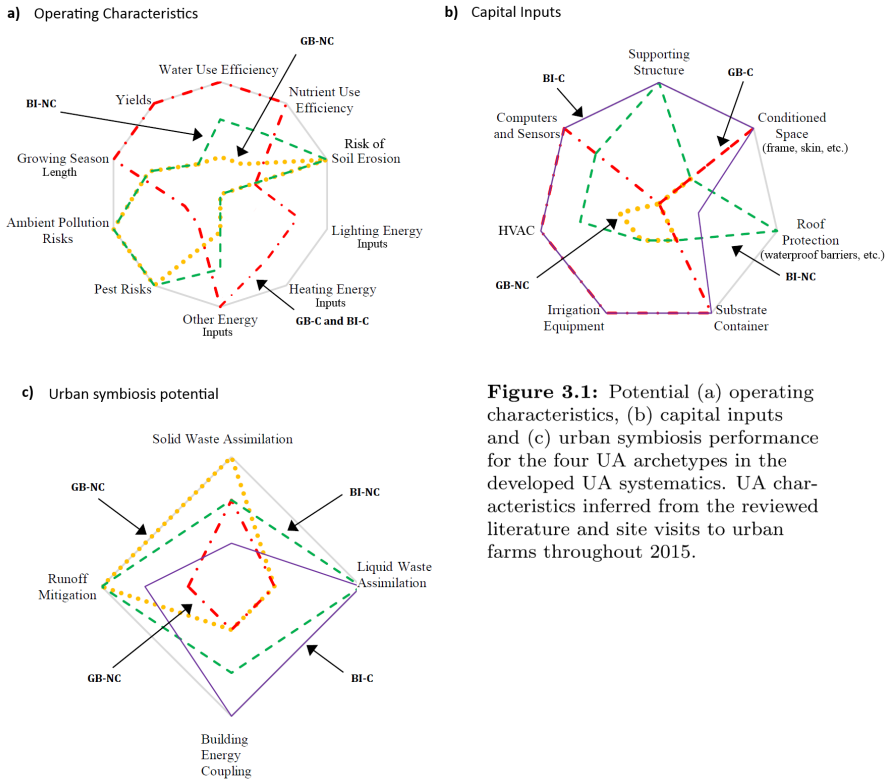 a) Operating Characteristics
GB-NC
Water Use Efficiency
BI-NC
Yields
Nutrient Use
Efficiency
Growing Season
Length
Risk of
Soil Erosion
Ambient Pollution
Risks
Lighting Energy
Inputs
Pest Risks
Heating Energy
Inputs
Other Energy
Inputs
GB-C and BI-C
b) Capital Inputs
Supporting
Structure
BI-C
GB-C
Computers
and Sensors
Conditioned
Space
(frame, skin, etc.)
HVAC
Roof
Protection
(waterproof barriers, etc.)
GB-NC
BI-NC
Irrigation
Equipment
Substrate
Container
c) Urban symbiosis potential
Solid Waste Assimilation
GB-NC
BI-NC
Runoff
Mitigation
Liquid Waste
Assimilation
GB-NC
BI-C
Building
Energy
Coupling
Figure 3.1: Potential (a) operating
characteristics, (b) capital inputs
and (c) urban symbiosis performance
for the four UA archetypes in the
developed UA systematics. UA char-
acteristics inferred from the reviewed
literature and site visits to urban
farms throughout 2015.